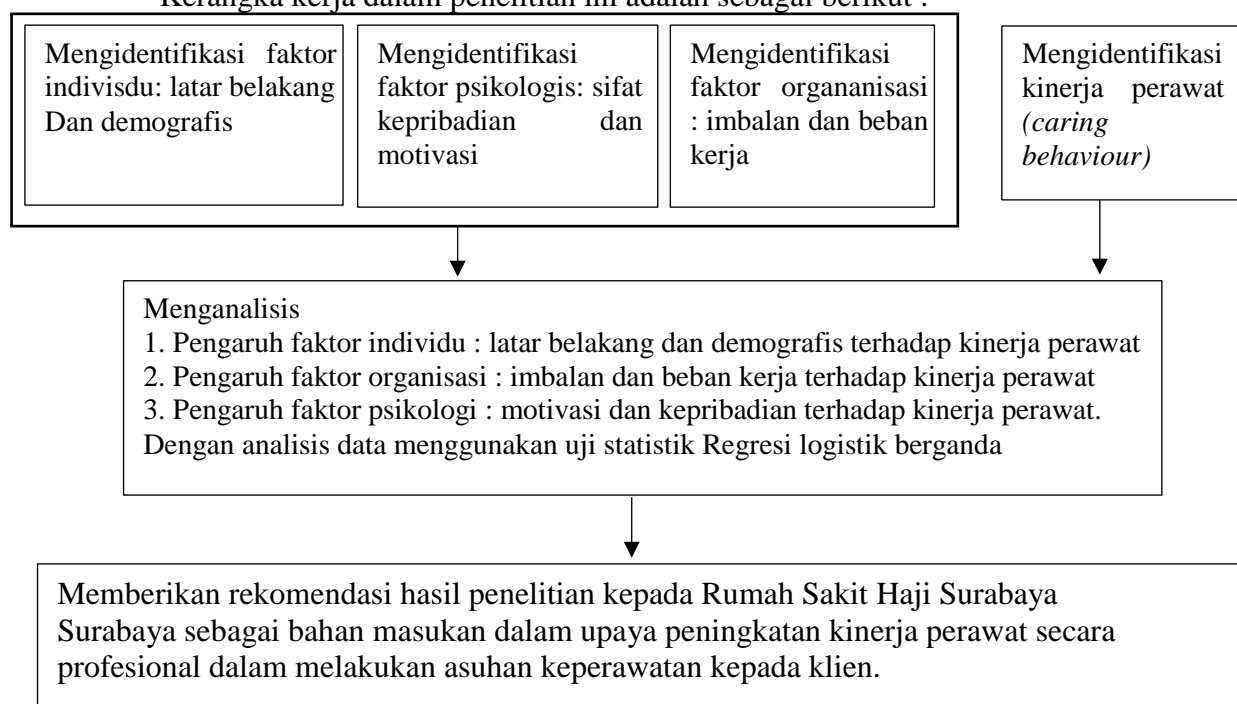 Kerangka kerja dalam penelitian ini adalah sebagai berikut :
Mengidentifikasi faktor
indivisdu: latar belakang
Dan demografis
Mengidentifikasi
faktor psikologis: sifat
kepribadian dan
motivasi
Mengidentifikasi
faktor organanisasi
: imbalan dan beban
kerja
Mengidentifikasi
kinerja perawat
(caring
behaviour)
Menganalisis
1. Pengaruh faktor individu : latar belakang dan demografis terhadap kinerja perawat
2. Pengaruh faktor organisasi : imbalan dan beban kerja terhadap kinerja perawat
3. Pengaruh faktor psikologi : motivasi dan kepribadian terhadap kinerja perawat.
Dengan analisis data menggunakan uji statistik Regresi logistik berganda
Memberikan rekomendasi hasil penelitian kepada Rumah Sakit Haji Surabaya
Surabaya sebagai bahan masukan dalam upaya peningkatan kinerja perawat secara
profesional dalam melakukan asuhan keperawatan kepada klien.